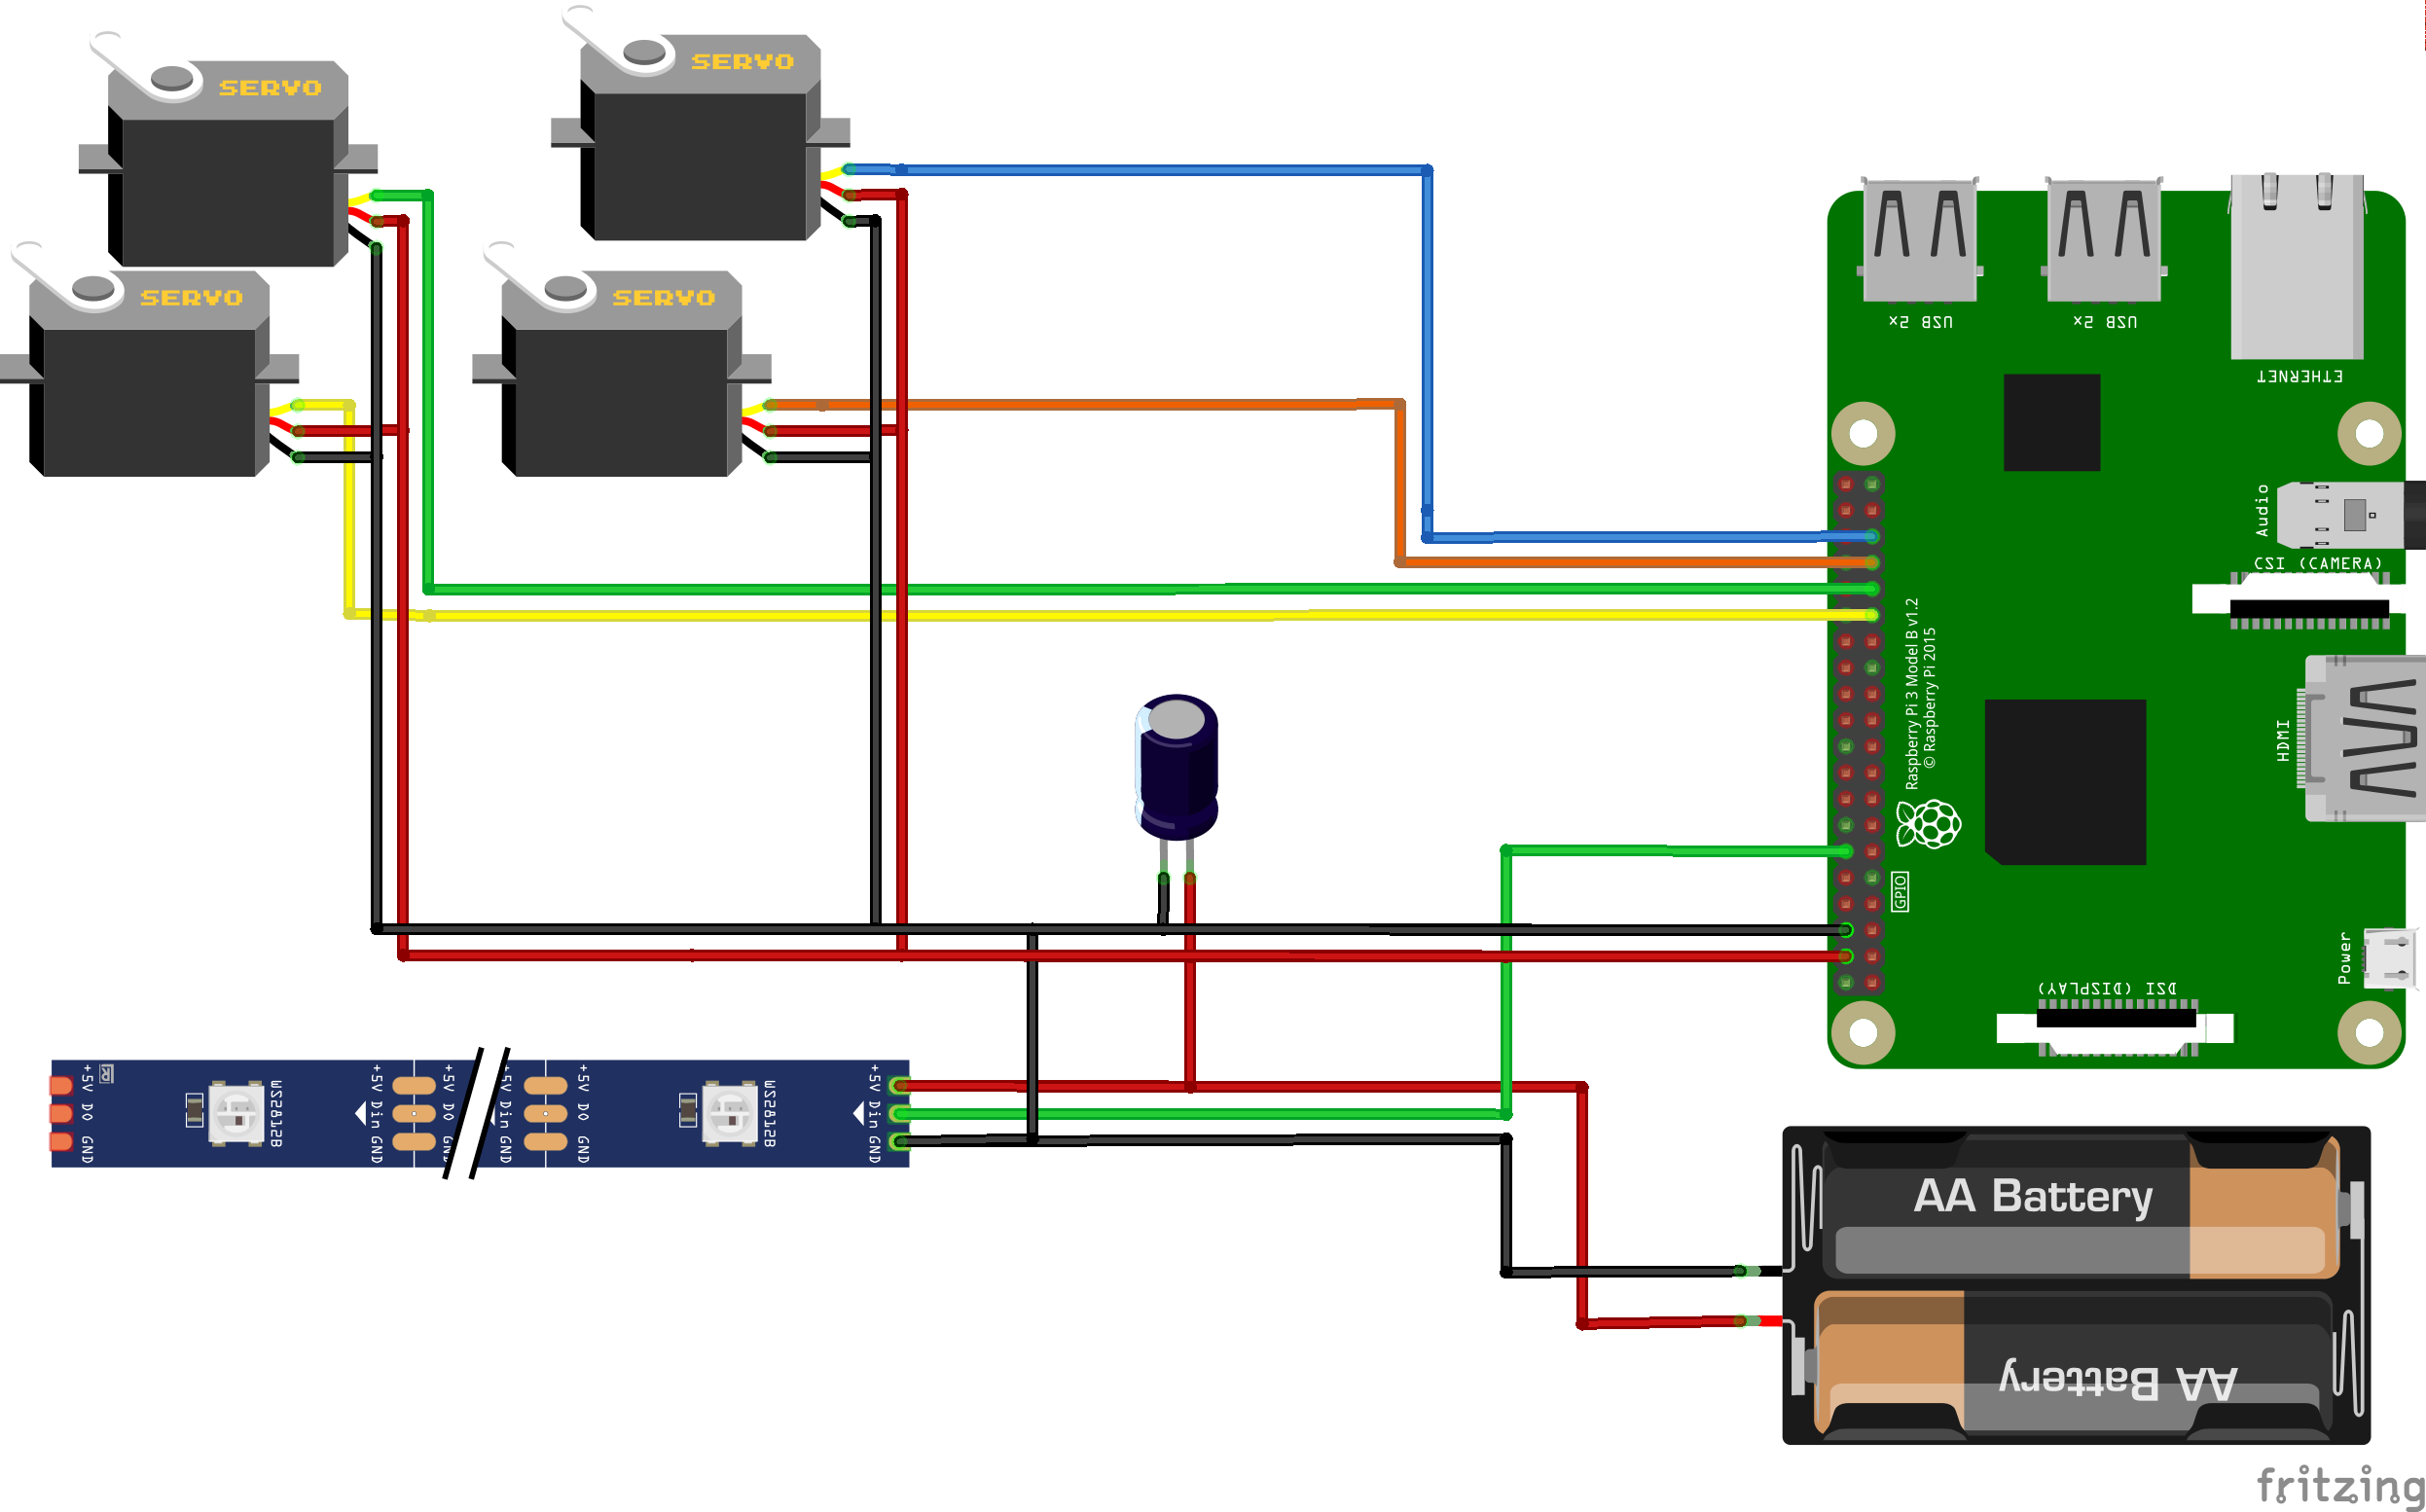 SERVO
SERVO
SERVO
SERVO
USB 2x
USB 2x
ETHERNET
Audio
CSI (CAMERA)
Raspberry Pi 3 Model B v1.2
© Raspberry Pi 2015
HDMI
GPIO
Power
DSI (DISPLAY)
+5V
DO
GND
WS2812B
+5V
Din
GND
+5V
DO
GND
+5V
Din
GND
+5V
DO
GND
WS2812B
+5V
Din
GND
AA Battery
AA Battery
fritzing